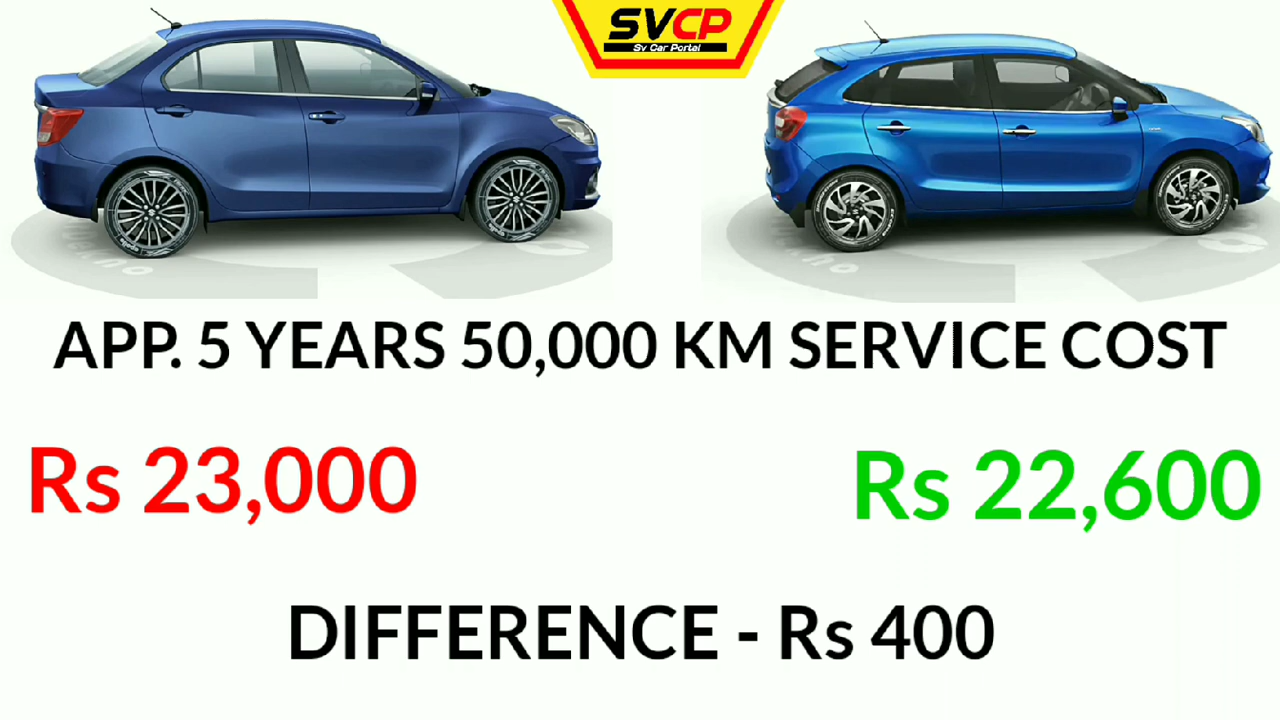 SVCP
Sv Car Portal
APP. 5 YEARS 50,000 KM SERVICE COST
Rs 23,000
Rs 22,600
DIFFERENCE - Rs 400